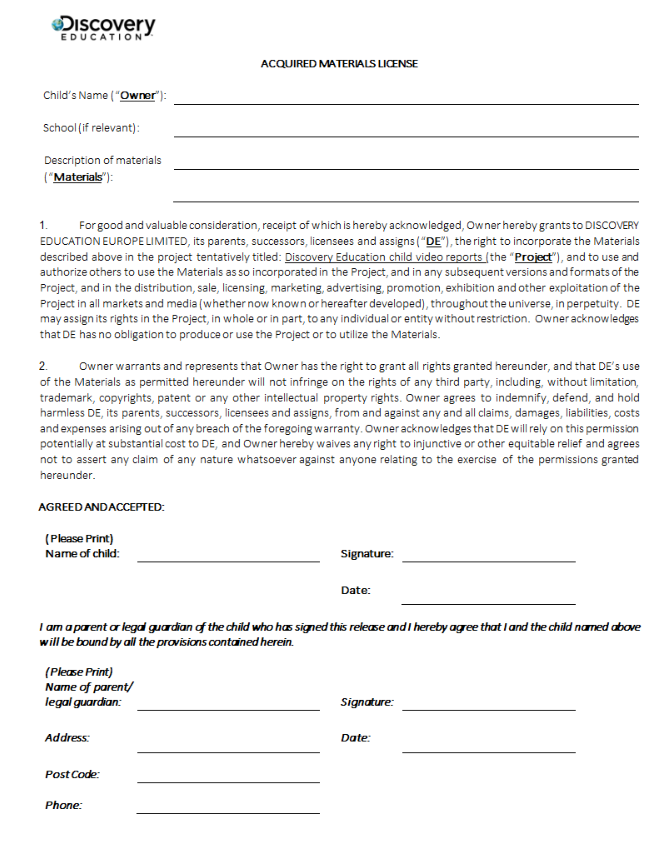 Discovery
EDUCATION
ACQUIRED MATERIALS LICENSE
Child's Name ("Owner"):
School (if relevant):
Description of materials
("Materials"):
1. For good and valuable consideration, receipt of which is hereby acknowledged, Owner hereby grants to DISCOVERY
EDUCATION EUROPE LIMITED, its parents, successors, licensees and assigns ("DE"), the right to incorporate the Materials
described above in the project tentatively titled: Discovery Education child video reports (the "Project"), and to use and
authorize others to use the Materials as so incorporated in the Project, and in any subsequent versions and formats of the
Project, and in the distribution, sale, licensing, marketing, advertising, promotion, exhibition and other exploitation of the
Project in all markets and media (whether now known or hereafter developed), throughout the universe, in perpetuity. DE
may assign its rights in the Project, in whole or in part, to any individual or entity without restriction. Owner acknowledges
that DE has no obligation to produce or use the Project or to utilize the Materials.
2. Owner warrants and represents that Owner has the right to grant all rights granted hereunder, and that DE's use
of the Materials as permitted hereunder will not infringe on the rights of any third party, including, without limitation,
trademark, copyrights, patent or any other intellectual property rights. Owner agrees to indemnify, defend, and hold
harmless DE, its parents, successors, licensees and assigns, from and against any and all claims, damages, liabilities, costs
and expenses arising out of any breach of the foregoing warranty. Owner acknowledges that DE will rely on this permission
potentially at substantial cost to DE, and Owner hereby waives any right to injunctive or other equitable relief and agrees
not to assert any claim of any nature whatsoever against anyone relating to the exercise of the permissions granted
hereunder.
AGREED AND ACCEPTED:
(Please Print)
Name of child: Signature:
Date:
I am a parent or legal guardian of the child who has signed this release and I hereby agree that I and the child named above
will be bound by all the provisions contained herein.
(Please Print)
Name of parent/
legal guardian: Signature:
Address: Date:
Post Code:
Phone: